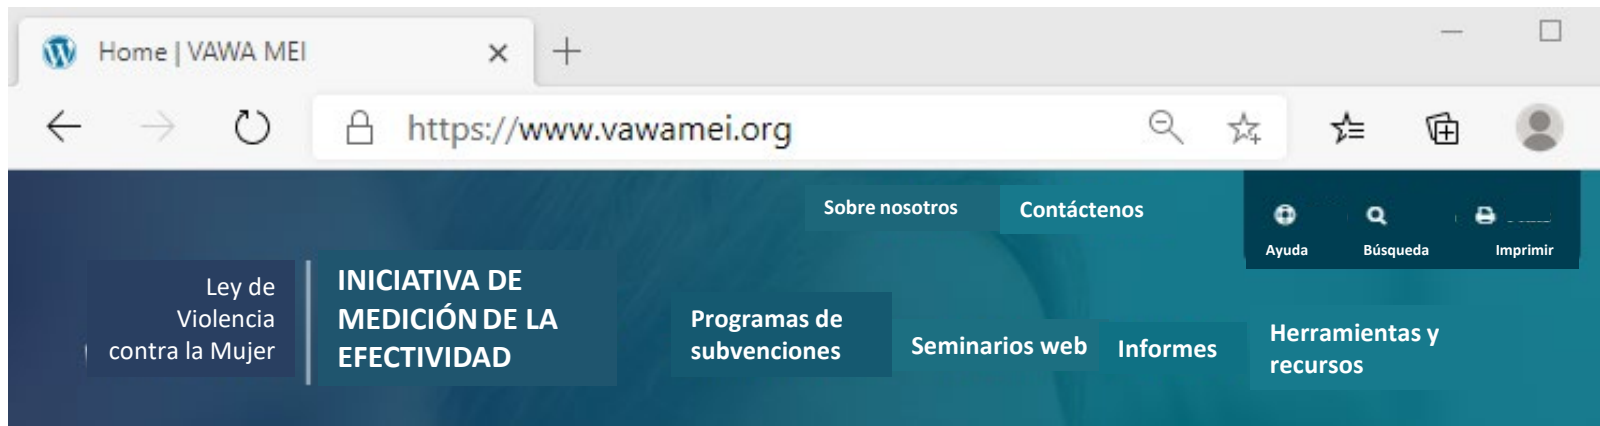 Home | VAWA MEI
https://www.vawamei.org
Sobre nosotros
Contáctenos
Ayuda
Búsqueda
Imprimir
Ley de
Violencia
contra la Mujer
INICIATIVA DE
MEDICIÓN DE LA
EFECTIVIDAD
Programas de
subvenciones
Seminarios web
Informes
Herramientas y
recursos